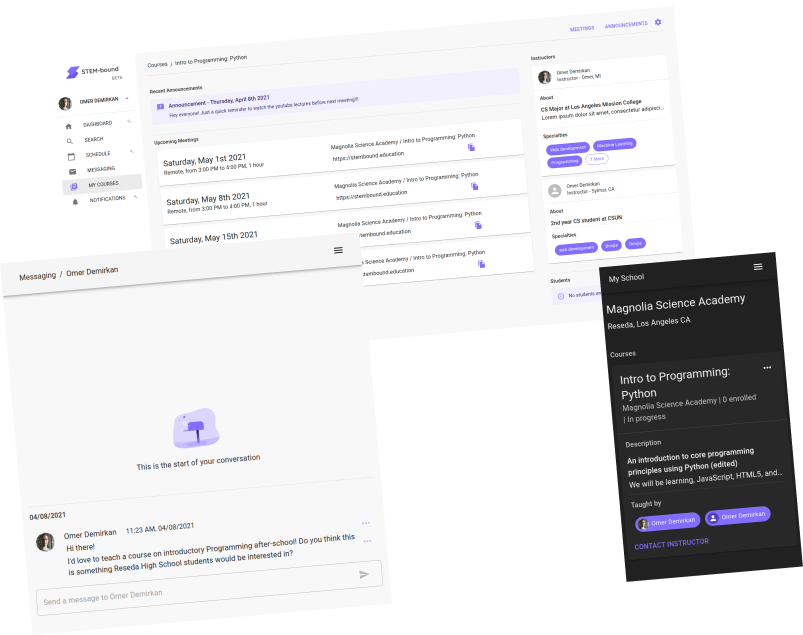 MEETINGS
ANNOUNCEMENTS
STEM-bound
BETA
OMER DEMIRKAN
DASHBOARD
SEARCH
SCHEDULE
MESSAGING
MY COURSES
NOTIFICATIONS
Courses / Intro to Programming: Python
Recent Announcements
Announcement - Thursday, April 8th 2021
Hey everyone! Just a quick reminder to watch the youtube lectures before next meeting!!
Upcoming Meetings
Saturday, May 1st 2021
Remote, from 3:00 PM to 4:00 PM, 1 hour
Magnolia Science Academy / Intro to Programming: Python
https://stembound.education
Saturday, May 8th 2021
Remote, from 3:00 PM to 4:00 PM, 1 hour
Magnolia Science Academy / Intro to Programming: Python
https://stembound.education
Saturday, May 15th 2021
Magnolia Science Academy / Intro to Programming: Python
https://stembound.education
Science Academy / Intro to Programming: Python
stembound.education
Instructors
Omer Demirkan
Instructor - Omer, MI
About
CS Major at Los Angeles Mission College
Lorem ipsum dolor sit amet, consectetur adipisci...
Specialties
Web development
Machine Learning
Programming
1 More
Omer Demirkan
Instructor - Sylmar, CA
About
2nd year CS student at CSUN
Specialties
web development
Students
No students
Messaging / Omer Demirkan
This is the start of your conversation
04/08/2021
Omer Demirkan 11:23 AM, 04/08/2021
Hi there!
I'd love to teach a course on introductory Programming after-school! Do you think this
is something Reseda High School students would be interested in?
Send a message to Omer Demirkan
My School
Magnolia Science Academy
Reseda, Los Angeles CA
Courses
Intro to Programming:
Python
Magnolia Science Academy | 0 enrolled
| In progress
Description
An introduction to core programming
principles using Python (edited)
We will be learning, JavaScript, HTML5, and...
Taught by
Omer Demirkan
Omer Demirkan
CONTACT INSTRUCTOR